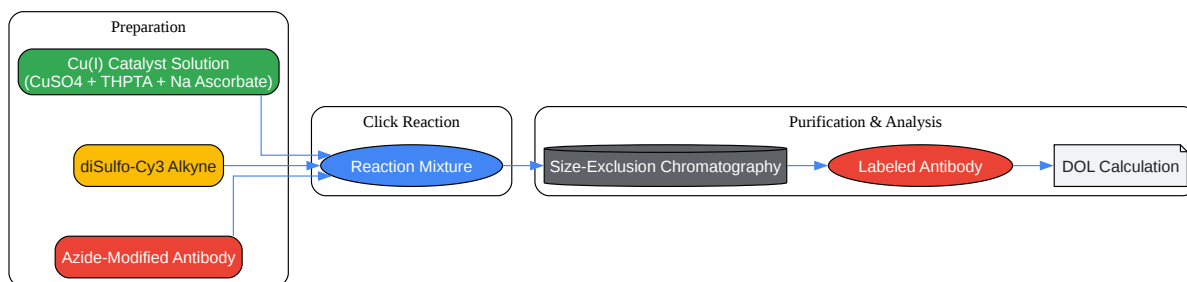 Preparation
Cu(I) Catalyst Solution
(CuSO4 + THPTA + Na Ascorbate)
diSulfo-Cy3 Alkyne
Azide-Modified Antibody
Click Reaction
Reaction Mixture
Purification & Analysis
Size-Exclusion Chromatography
Labeled Antibody
DOL Calculation